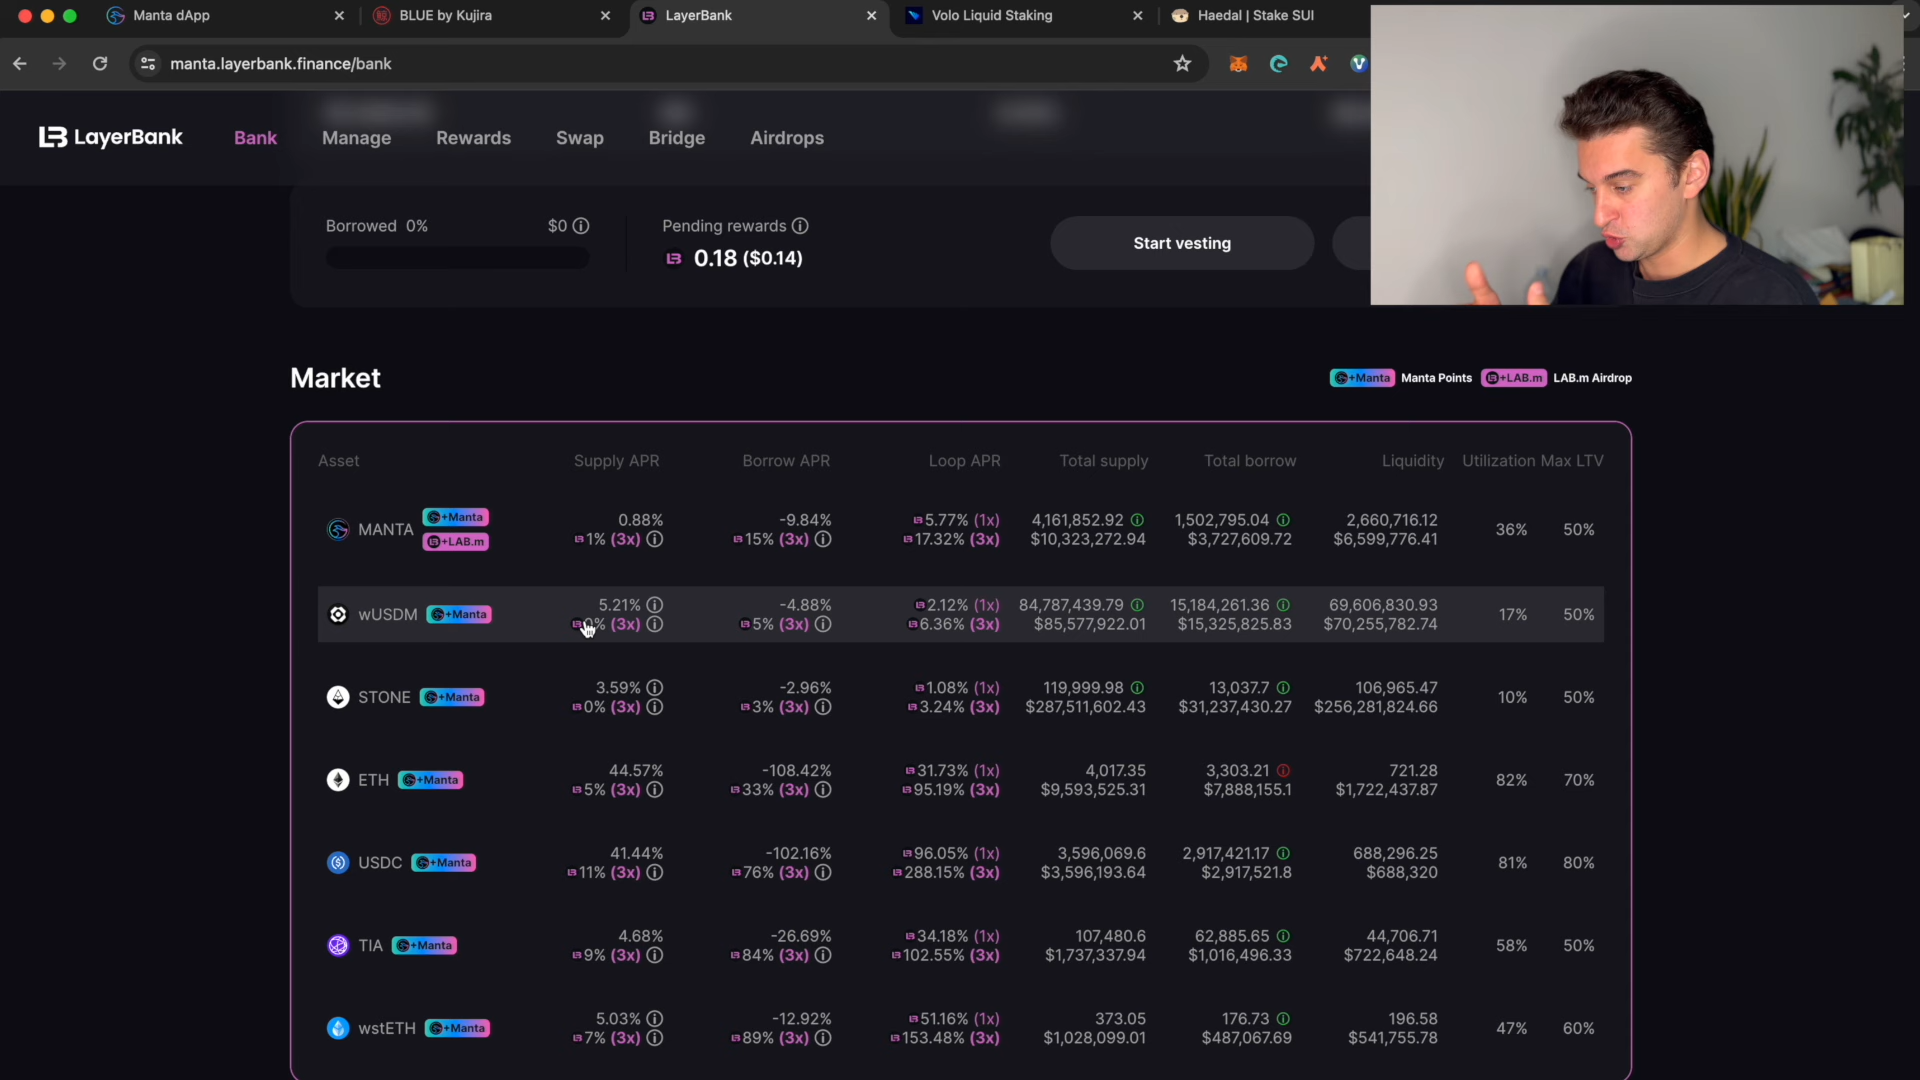 Manta dApp
BLUE by Kujira
LayerBank
Volo Liquid Staking
Haedal | Stake SUI
manta.layerbank.finance/bank
LayerBank
Bank
Manage
Rewards
Swap
Bridge
Airdrops
Borrowed 0%
$0
Pending rewards
0.18 ($0.14)
Start vesting
Market
+Manta Manta Points +LAB.m LAB.m Airdrop
Asset Supply APR Borrow APR Loop APR Total supply Total borrow Liquidity Utilization Max LTV
MANTA +Manta +LAB.m
0.88% -9.84% 5.77% (1x) 4,161,852.92 1,502,795.04 2,660,716.12 36% 50%
1% (3x) 15% (3x) 17.32% (3x) $10,323,272.94 $3,727,609.72 $6,599,776.41
wUSDM +Manta
5.21% -4.88% 2.12% (1x) 84,787,439.79 15,184,261.36 69,606,830.93 17% 50%
(3x) 5% (3x) 6.36% (3x) $85,577,922.01 $15,325,825.83 $70,255,782.74
STONE +Manta
3.59% -2.96% 1.08% (1x) 119,999.98 13,037.7 106,965.47 10% 50%
0% (3x) 3% (3x) 3.24% (3x) $287,511,602.43 $31,237,430.27 $256,281,824.66
ETH +Manta
44.57% -108.42% 31.73% (1x) 4,017.35 3,303.21 721.28 82% 70%
5% (3x) 33% (3x) 95.19% (3x) $9,593,525.31 $7,888,155.1 $1,722,437.87
USDC +Manta
41.44% -102.16% 96.05% (1x) 3,596,069.6 2,917,421.17 688,296.25 81% 80%
11% (3x) 76% (3x) 288.15% (3x) $3,596,193.64 $2,917,521.8 $688,320
TIA +Manta
4.68% -26.69% 34.18% (1x) 107,480.6 62,885.65 44,706.71 58% 50%
9% (3x) 84% (3x) 102.55% (3x) $1,737,337.94 $1,016,496.33 $722,648.24
wstETH +Manta
5.03% -12.92% 51.16% (1x) 373.05 176.73 196.58 47% 60%
7% (3x) 89% (3x) 153.48% (3x) $1,028,099.01 $487,067.69 $541,755.78